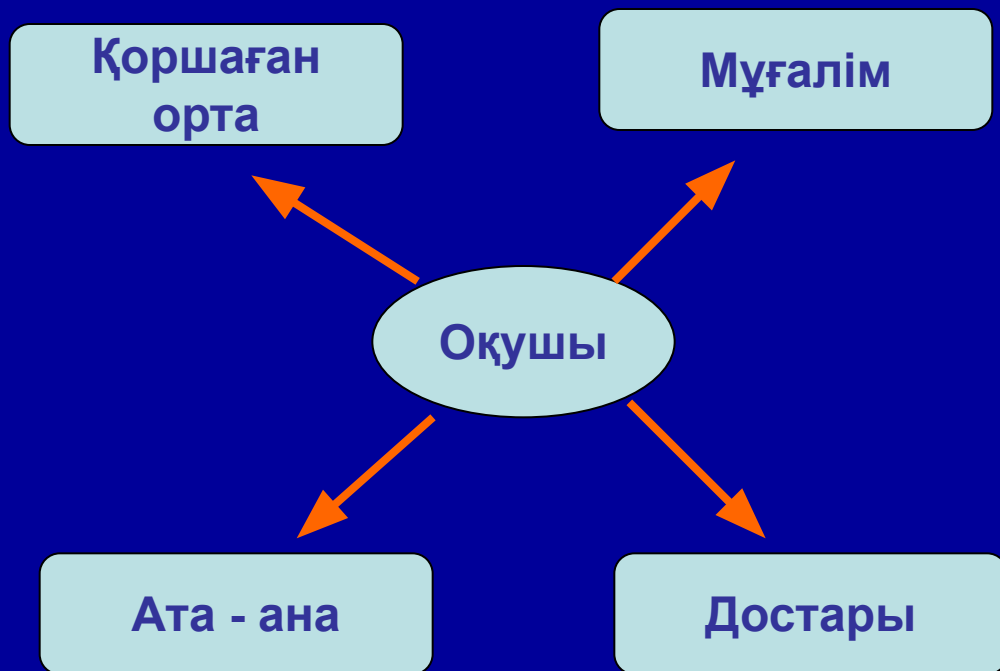 Қоршаған
орта
Мұғалім
Оқушы
Ата - ана
Достары